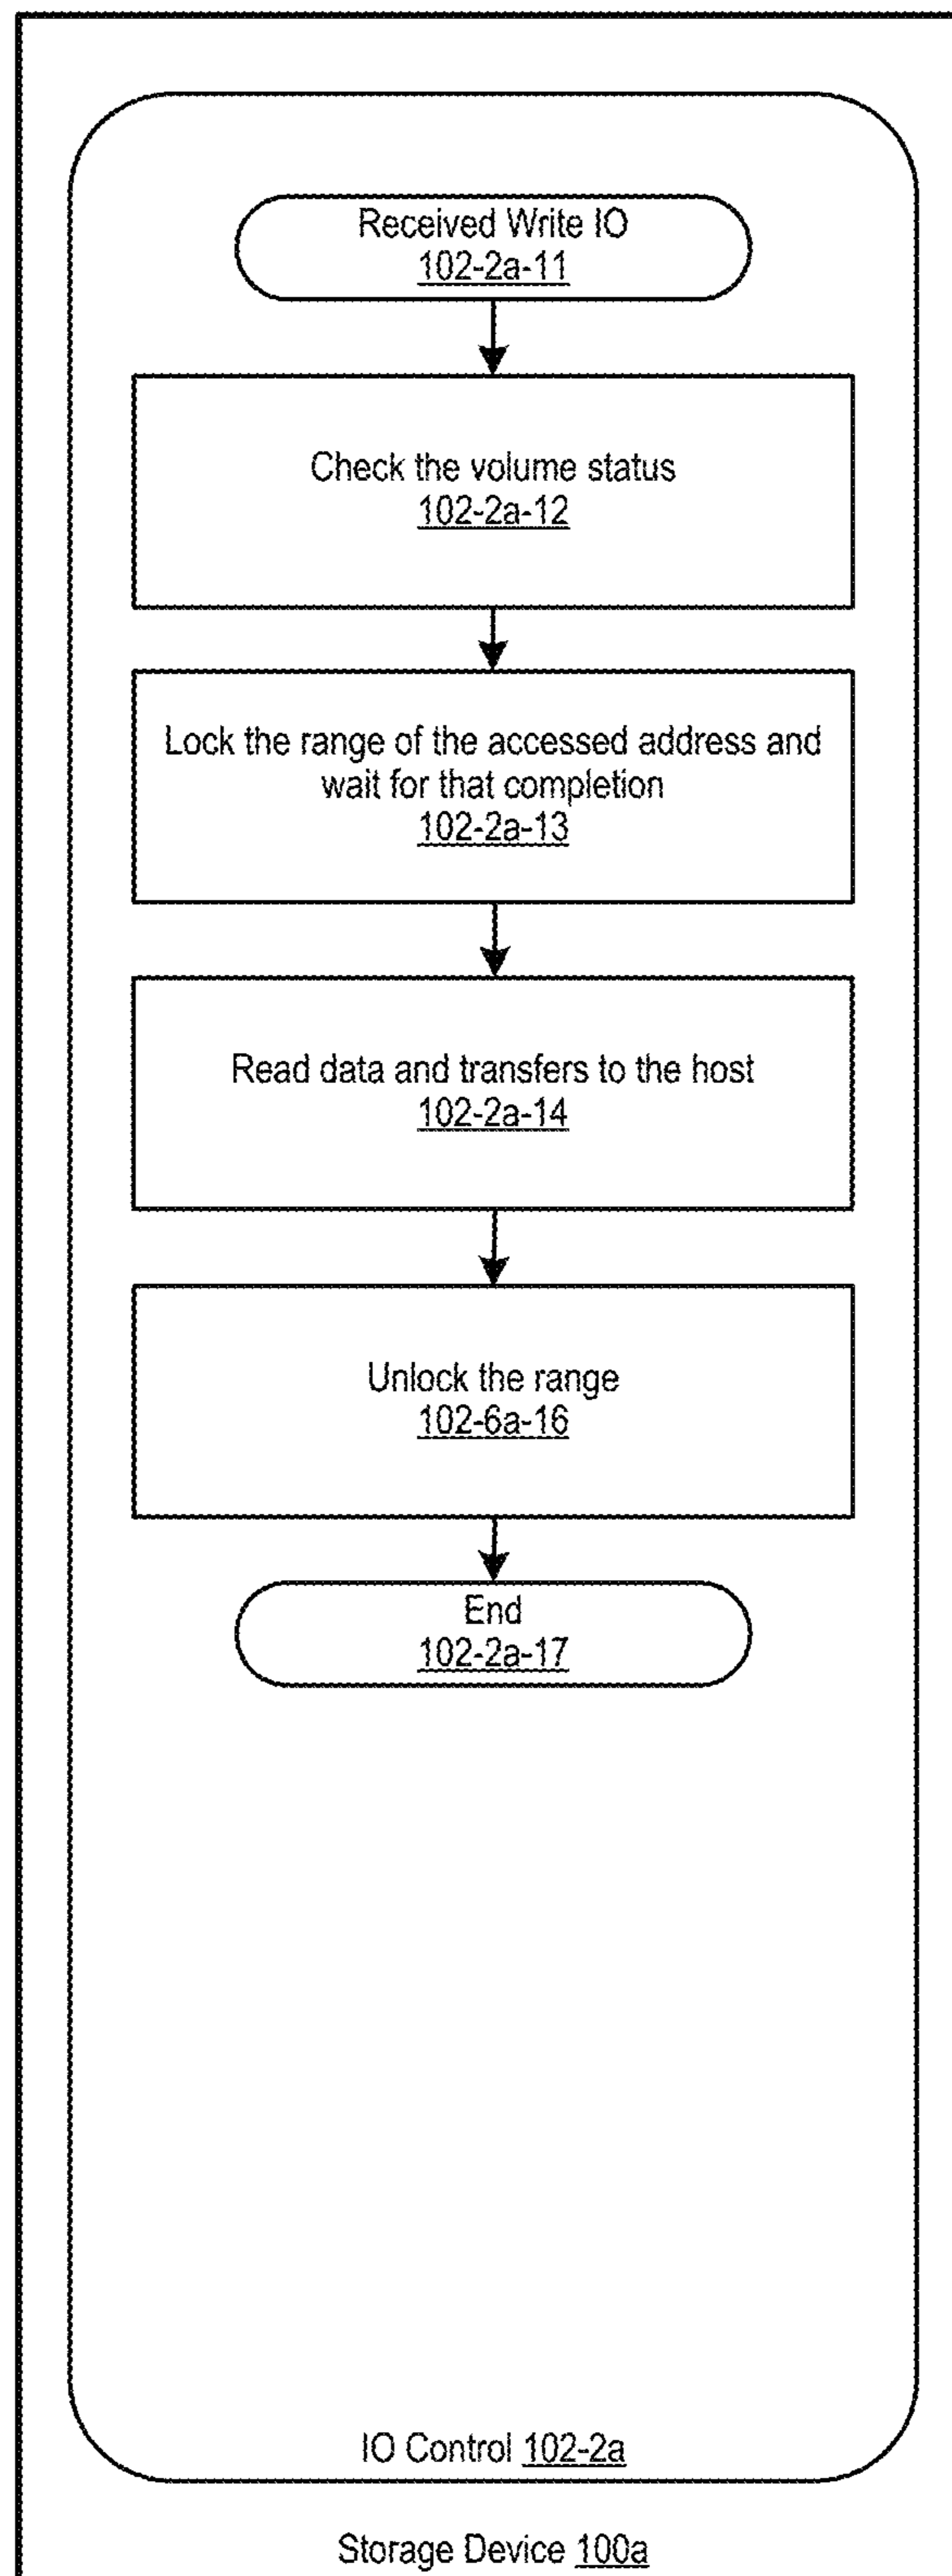 Received Write IO
102-2a-11
Check the volume status
102-2a-12
Lock the range of the accessed address and
wait for that completion
102-2a-13
Read data and transfers to the host
102-2a-14
Unlock the range
102-6a-16
End
102-2a-17
IO Control 102-2a
Storage Device 100a